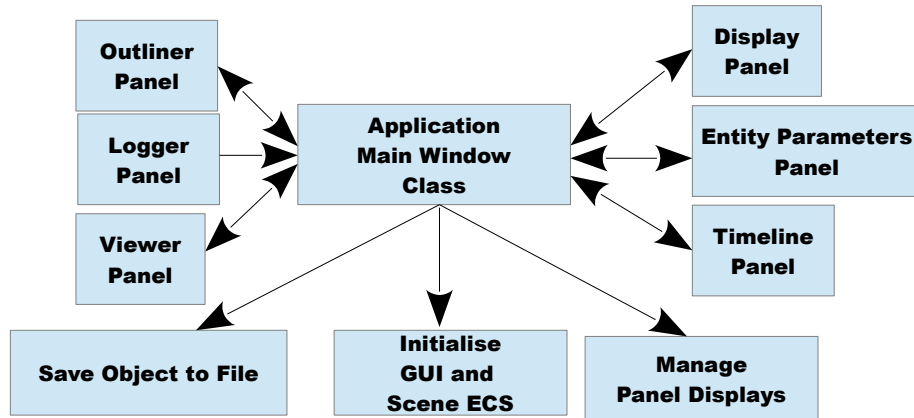 Outliner
Panel
Display
Panel
Application
Main Window
Class
Logger
Panel
Entity Parameters
Panel
Viewer
Panel
Timeline
Panel
Save Object to File
Initialise
GUI and
Scene ECS
Manage
Panel Displays